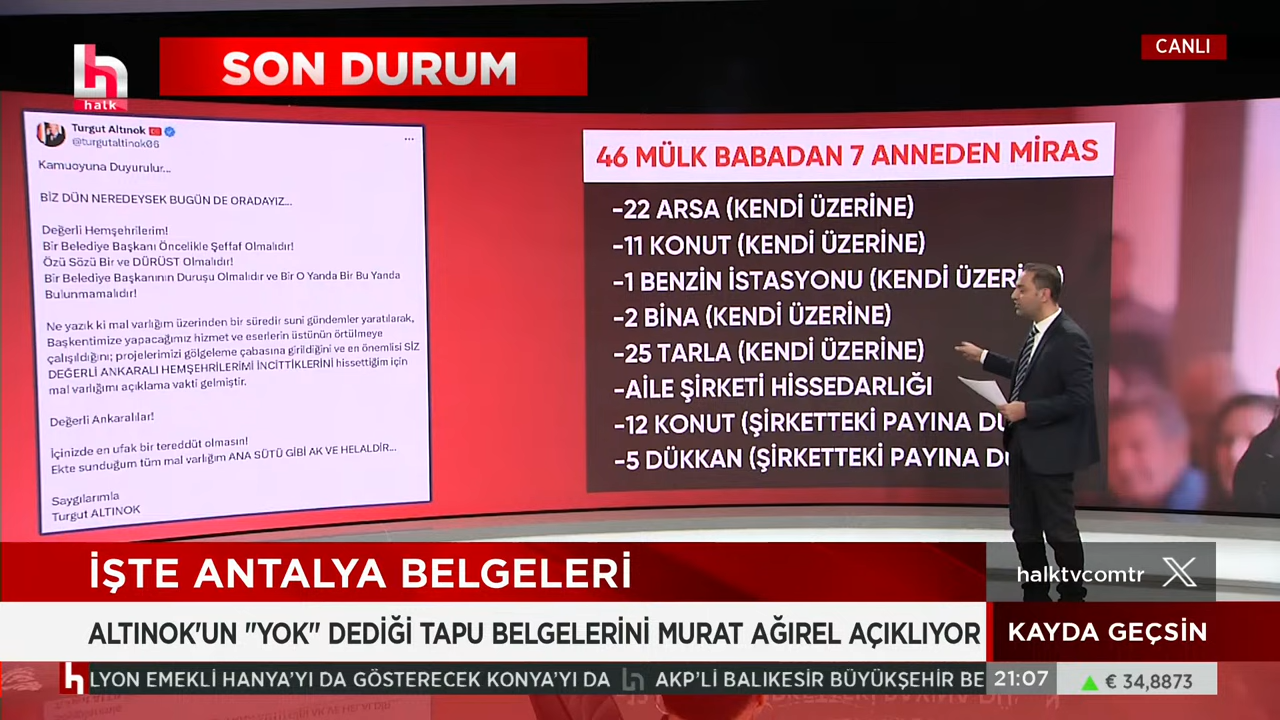 h
halk
SON DURUM
CANLI
Turgut Altınok
@turgutaltinok06
Kamuoyuna Duyurulur...
BİZ DÜN NEREDEYSEK BUGÜN DE ORADAYIZ...
Değerli Hemşehrilerim!
Bir Belediye Başkanı Öncelikle Şeffaf Olmalıdır!
Özü Sözü Bir ve DÜRÜST Olmalıdır!
Bir Belediye Başkanının Duruşu Olmalıdır ve Bir O Yanda Bir Bu Yanda
Bulunmamalıdır!
Ne yazık ki mal varlığım üzerinden bir süredir suni gündemler yaratılarak,
Başkentimize yapacağımız hizmet ve eserlerin üstünün örtülmeye
çalışıldığını; projelerimizi gölgeleme çabasına girildiğini ve en önemlisi SİZ
DEĞERLİ ANKARALI HEMŞEHRİLERİMİ İNCİTTİKLERİNİ hissettiğim için
mal varlığımı açıklama vakti gelmiştir.
Değerli Ankaralılar!
İçinizde en ufak bir tereddüt olmasın!
Ekte sunduğum tüm mal varlığım ANA SÜTÜ GİBİ AK VE HELALDİR...
Saygılarımla
Turgut ALTINOK
46 MÜLK BABADAN 7 ANNEDEN MİRAS
-22 ARSA (KENDİ ÜZERİNE)
-11 KONUT (KENDİ ÜZERİNE)
-1 BENZİN İSTASYONU (KENDİ
-2 BİNA (KENDİ ÜZERİNE)
-25 TARLA (KENDİ ÜZERİNE)
-AİLE ŞİRKETİ HİSSEDARLIĞI
-12 KONUT (ŞİRKETTEKİ PAYINA
-5 DÜKKAN (ŞİRKETTEKİ PAYINA
İŞTE ANTALYA BELGELERİ
halktvcomtr X
ALTINOK'UN "YOK" DEDİĞİ TAPU BELGELERİNİ MURAT AĞIREL AÇIKLIYOR
KAYDA GEÇSİN
h LYON EMEKLİ HANYA'YI DA GÖSTERECEK KONYA'YI DA h AKP'Lİ BALIKESİR BÜYÜKŞEHİR BE 21:07 € 34,8873